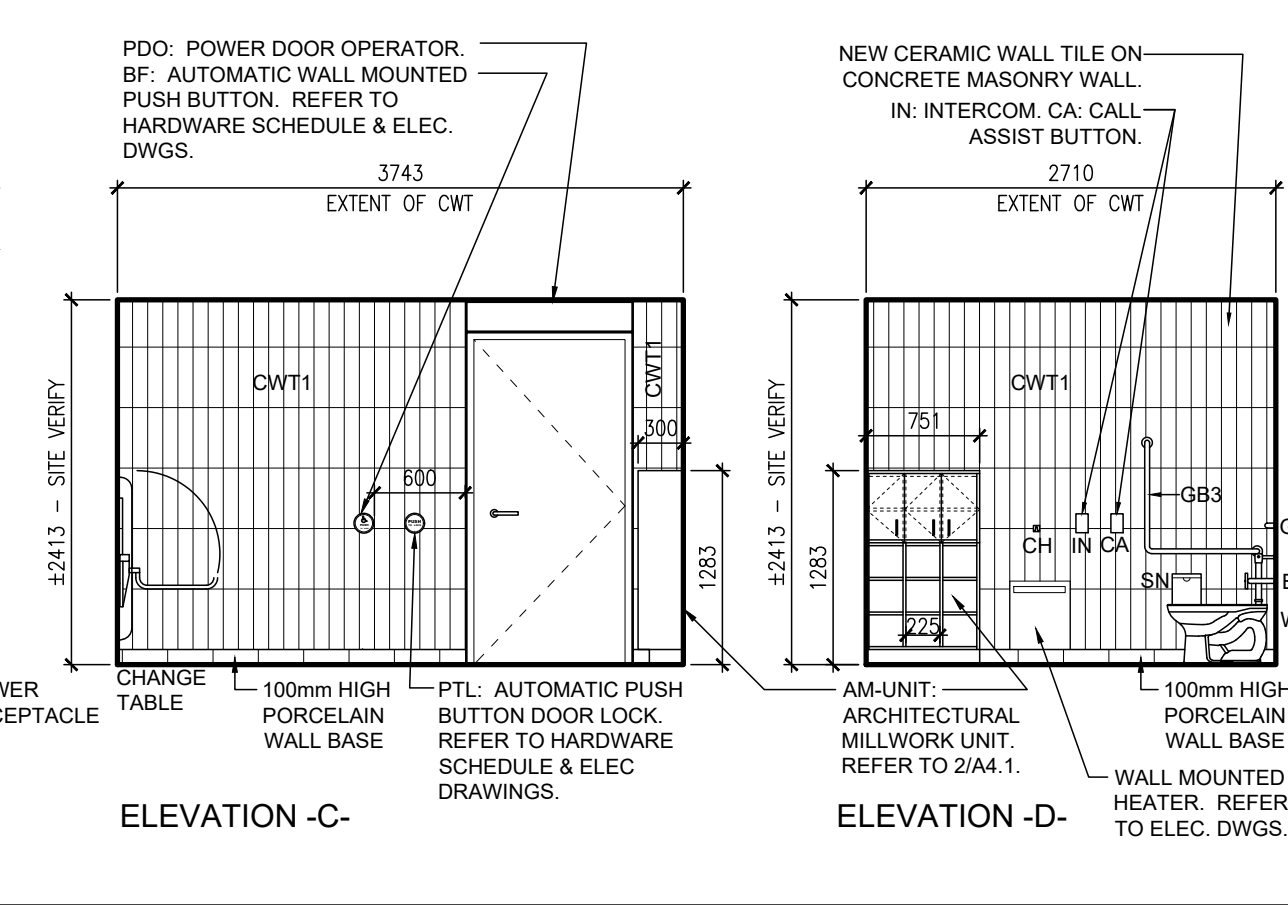 PDO: POWER DOOR OPERATOR.
BF: AUTOMATIC WALL MOUNTED
PUSH BUTTON. REFER TO
HARDWARE SCHEDULE & ELEC.
DWGS.
3743
EXTENT OF CWT
±2413 - SITE VERIFY
CWT1
CWT1
300
600
1283
CHANGE
TABLE
100mm HIGH
PORCELAIN
WALL BASE
PTL: AUTOMATIC PUSH
BUTTON DOOR LOCK.
REFER TO HARDWARE
SCHEDULE & ELEC
DRAWINGS.
ELEVATION -C-
NEW CERAMIC WALL TILE ON
CONCRETE MASONRY WALL.
IN: INTERCOM. CA: CALL
ASSIST BUTTON.
2710
EXTENT OF CWT
±2413 - SITE VERIFY
1283
CWT1
751
GB3
CH
IN
CA
SN
225
AM-UNIT:
ARCHITECTURAL
MILLWORK UNIT.
REFER TO 2/A4.1.
100mm HIGH
PORCELAIN
WALL BASE
WALL MOUNTED
HEATER. REFER
TO ELEC. DWGS.
ELEVATION -D-